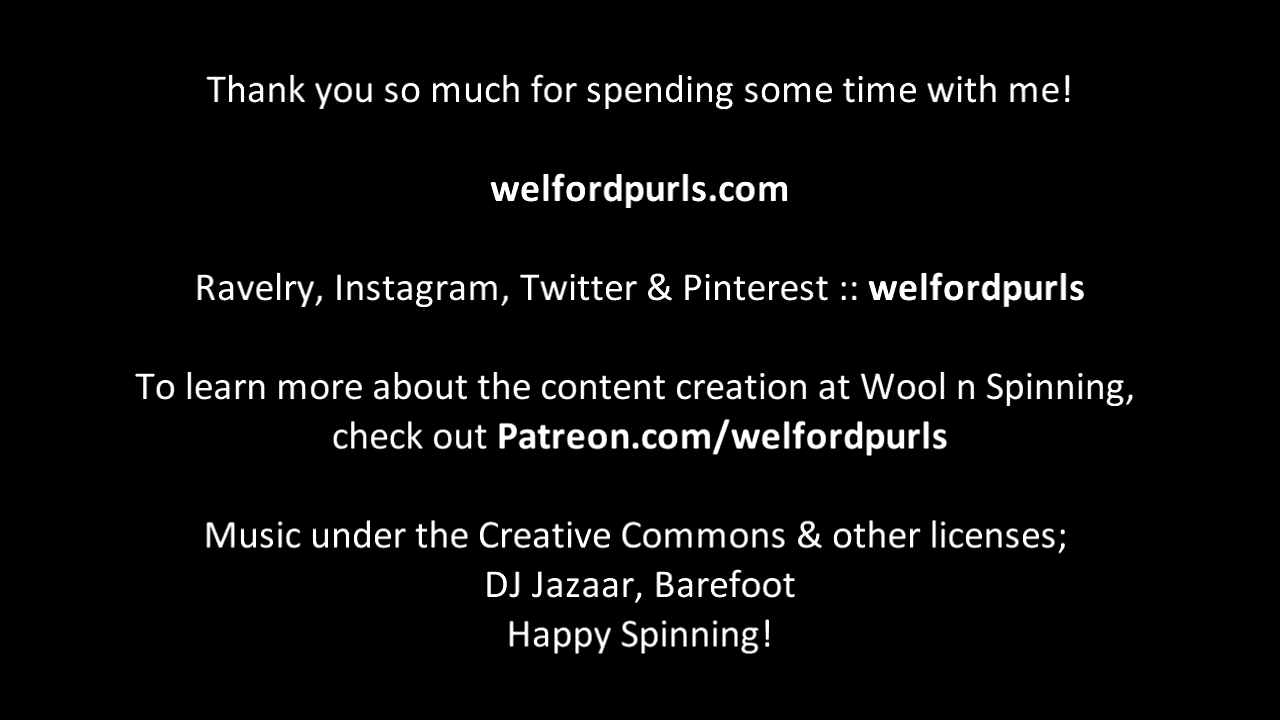 Thank you so much for spending some time with me!
welfordpurls.com
Ravelry, Instagram, Twitter & Pinterest :: welfordpurls
To learn more about the content creation at Wool n Spinning,
check out Patreon.com/welfordpurls
Music under the Creative Commons & other licenses;
DJ Jazaar, Barefoot
Happy Spinning!